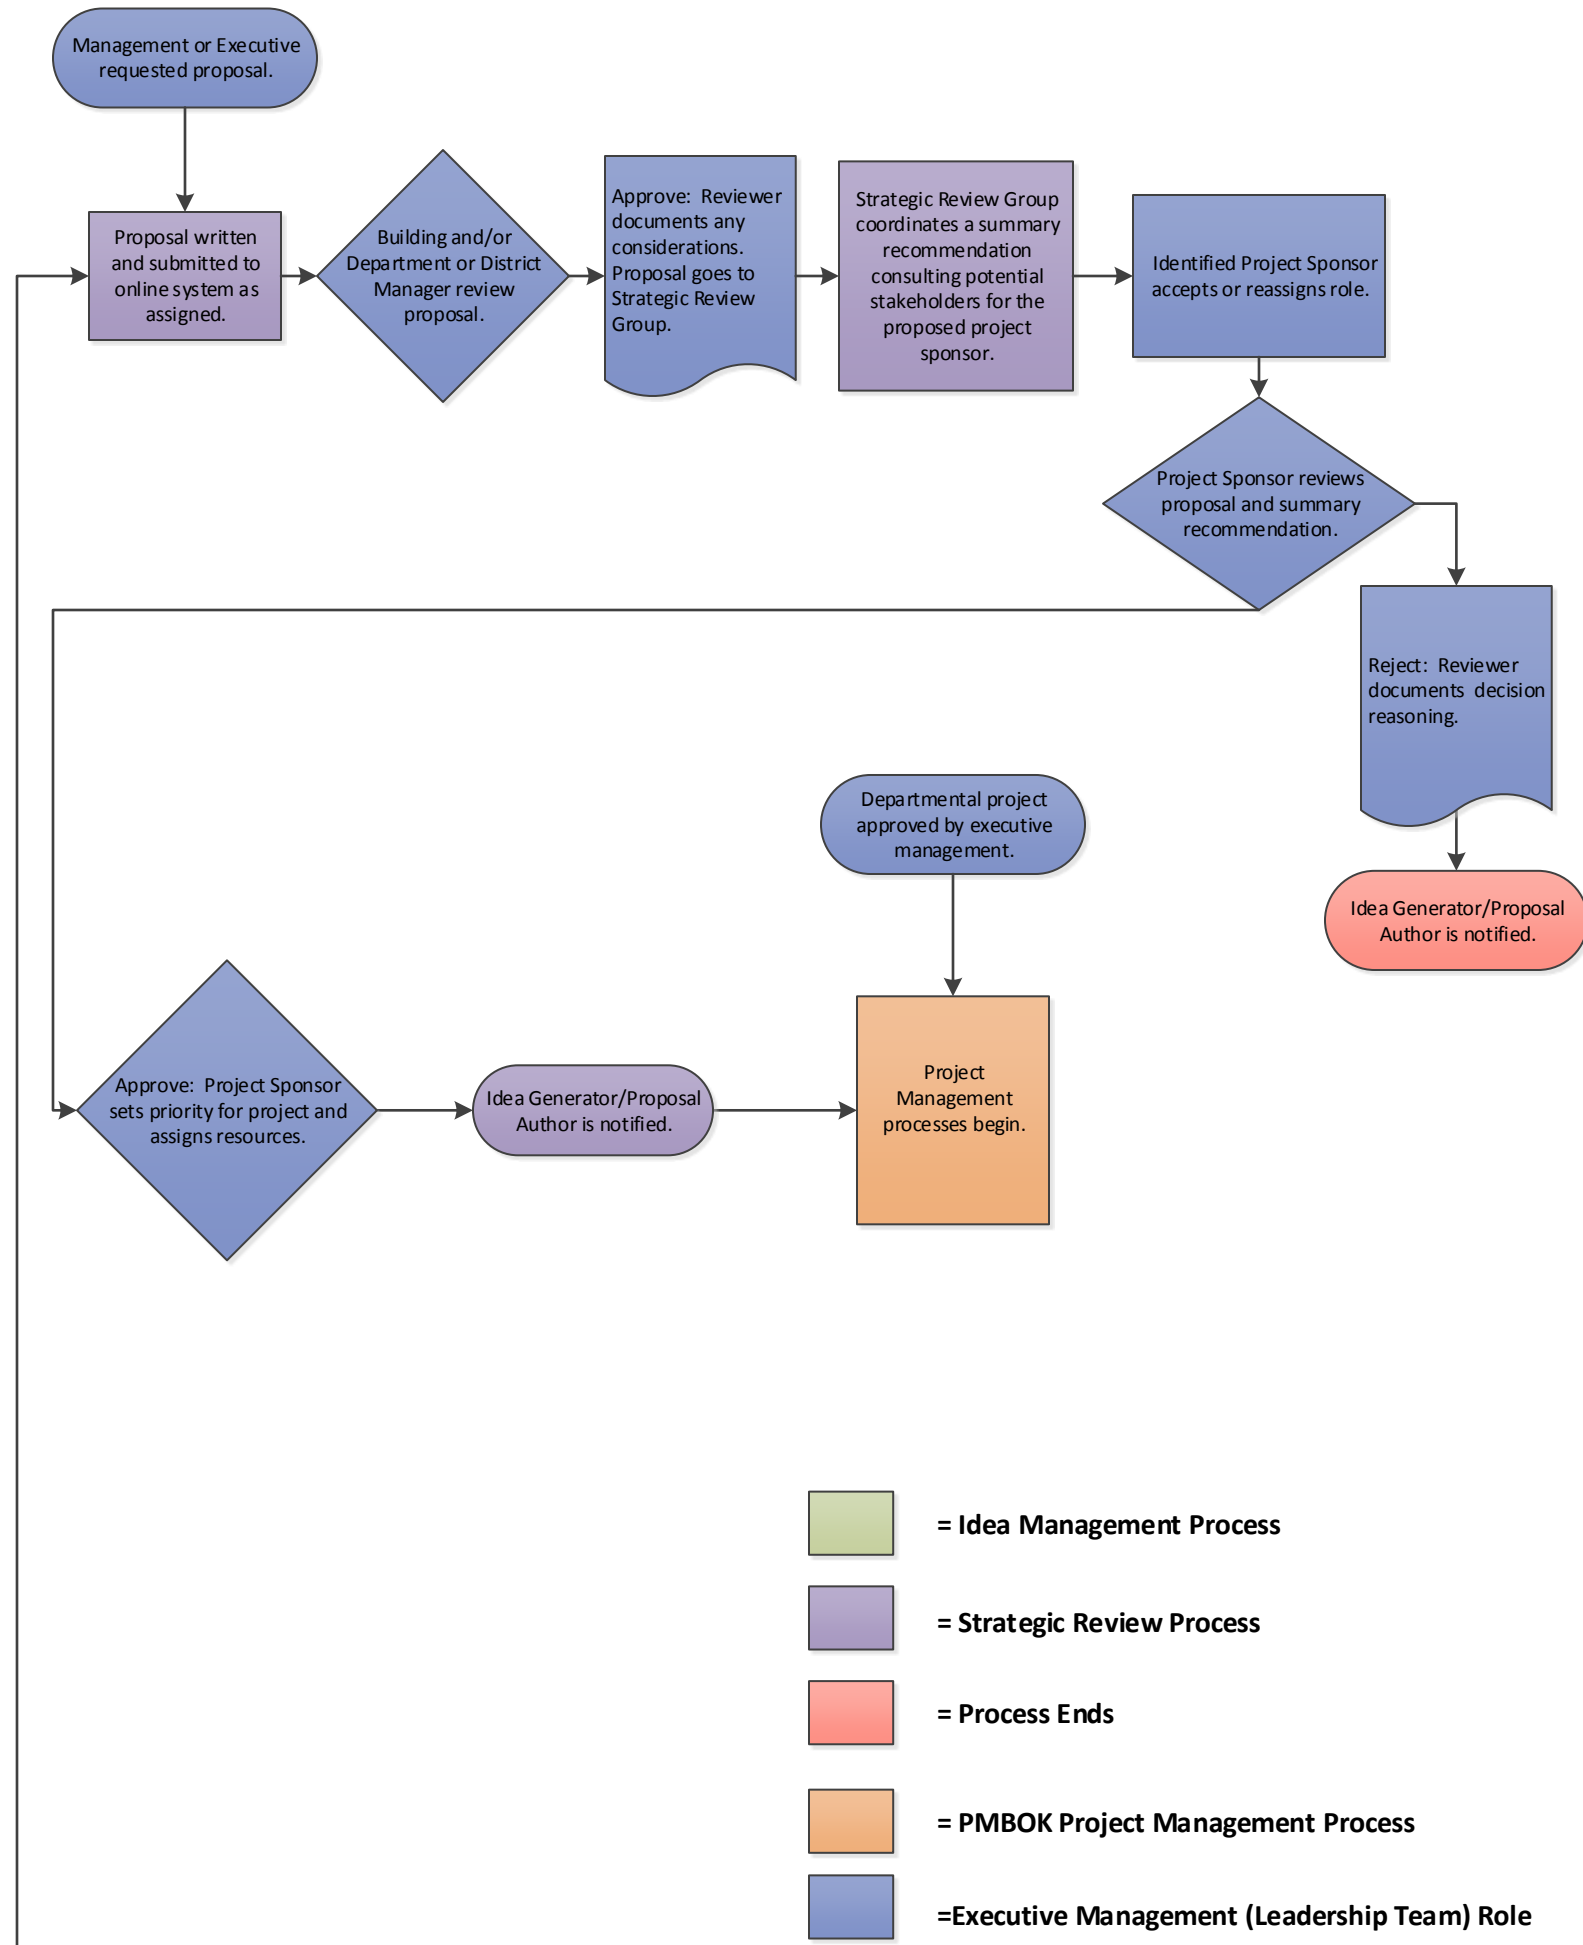 Management or Executive
requested proposal.
Proposal written
and submitted to
online system as
assigned.
Building and/or
Department or District
Manager review
proposal.
Approve:  Reviewer
documents any
considerations.
Proposal goes to
Strategic Review
Group.
Strategic Review Group
coordinates a summary
recommendation
consulting potential
stakeholders for the
proposed project
sponsor.
Identified Project Sponsor
accepts or reassigns role.
Project Sponsor reviews
proposal and summary
recommendation.
Reject:  Reviewer
documents  decision
reasoning.
Departmental project
approved by executive
management.
Idea Generator/Proposal
Author is notified.
Approve:  Project Sponsor
sets priority for project and
assigns resources.
Idea Generator/Proposal
Author is notified.
Project
Management
processes begin.
= Idea Management Process
= Strategic Review Process
= Process Ends
= PMBOK Project Management Process
=Executive Management (Leadership Team) Role